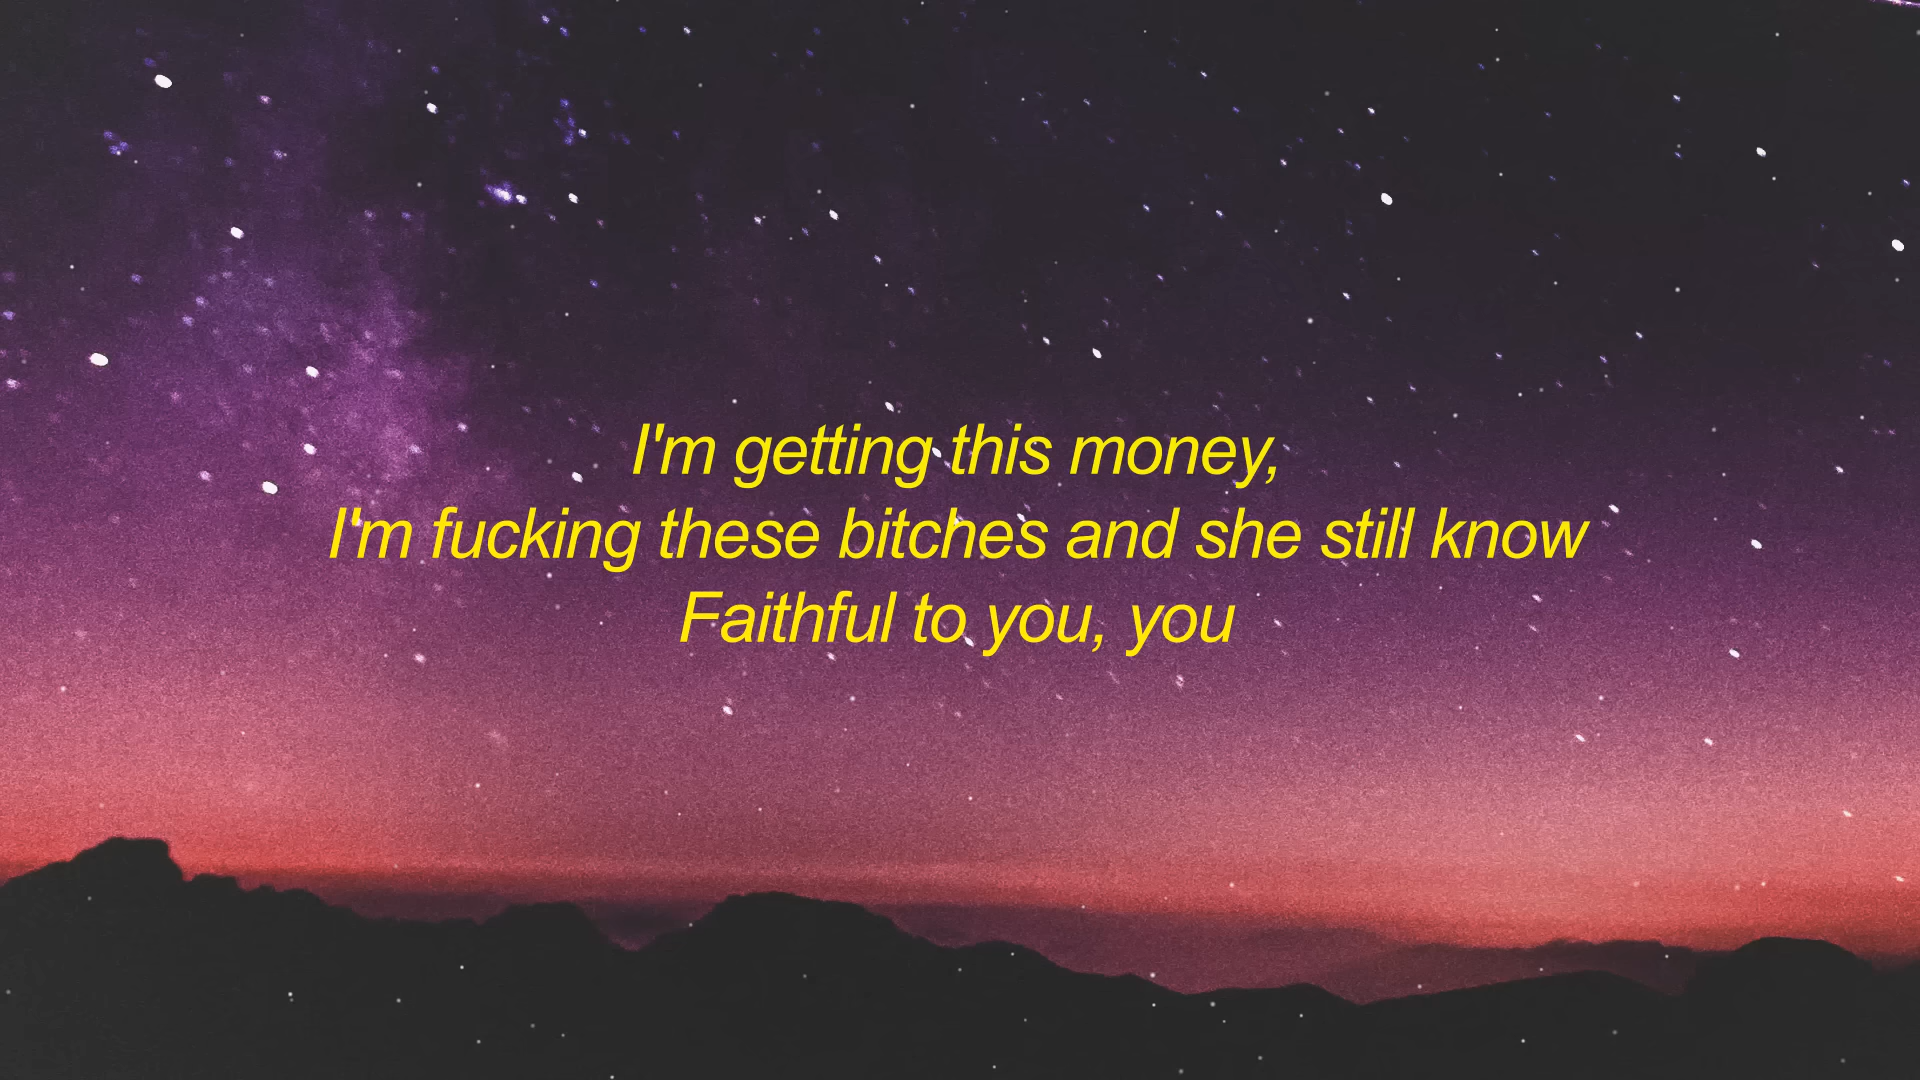 I'm getting this money,
I'm fucking these bitches and she still know
Faithful to you, you